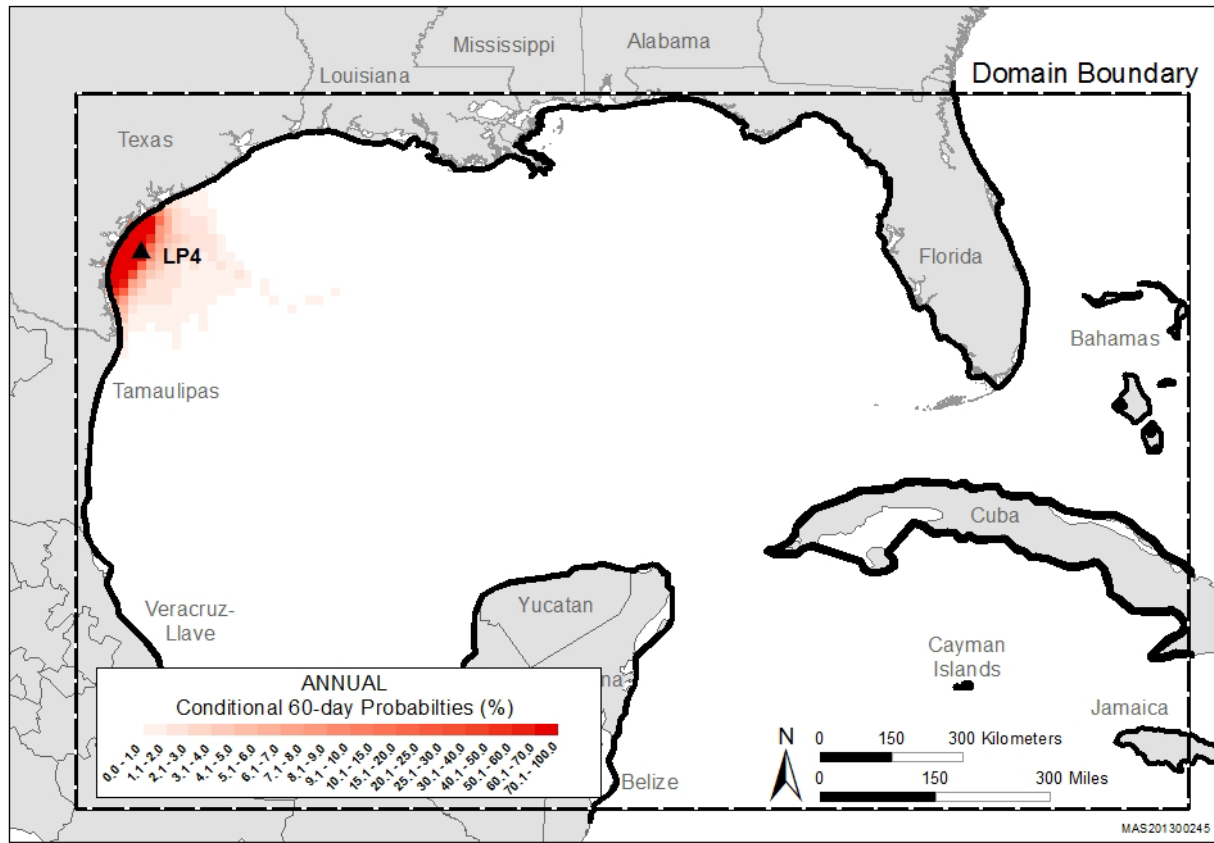 Mississippi
Alabama
Louisiana
Domain Boundary
Texas
LP4
Florida
Bahamas
Tamaulipas
Cuba
Yucatan
Veracruz-
Llave
Cayman
Islands
ANNUAL
na
Conditional 60-day Probabilties (%)
Jamaica
N
0 150 300 Kilometers
0.0 - 1.0
1.1 - 2.0
2.1 - 3.0
3.1 - 4.0
4.1 - 5.0
5.1 - 6.0
6.1 - 7.0
7.1 - 8.0
8.1 - 9.0
9.1 - 10.0
10.1 - 15.0
15.1 - 20.0
20.1 - 25.0
25.1 - 30.0
30.1 - 40.0
40.1 - 50.0
50.1 - 60.0
60.1 - 70.0
70.1 - 100.0
Belize
0 150 300 Miles
MAS201300245